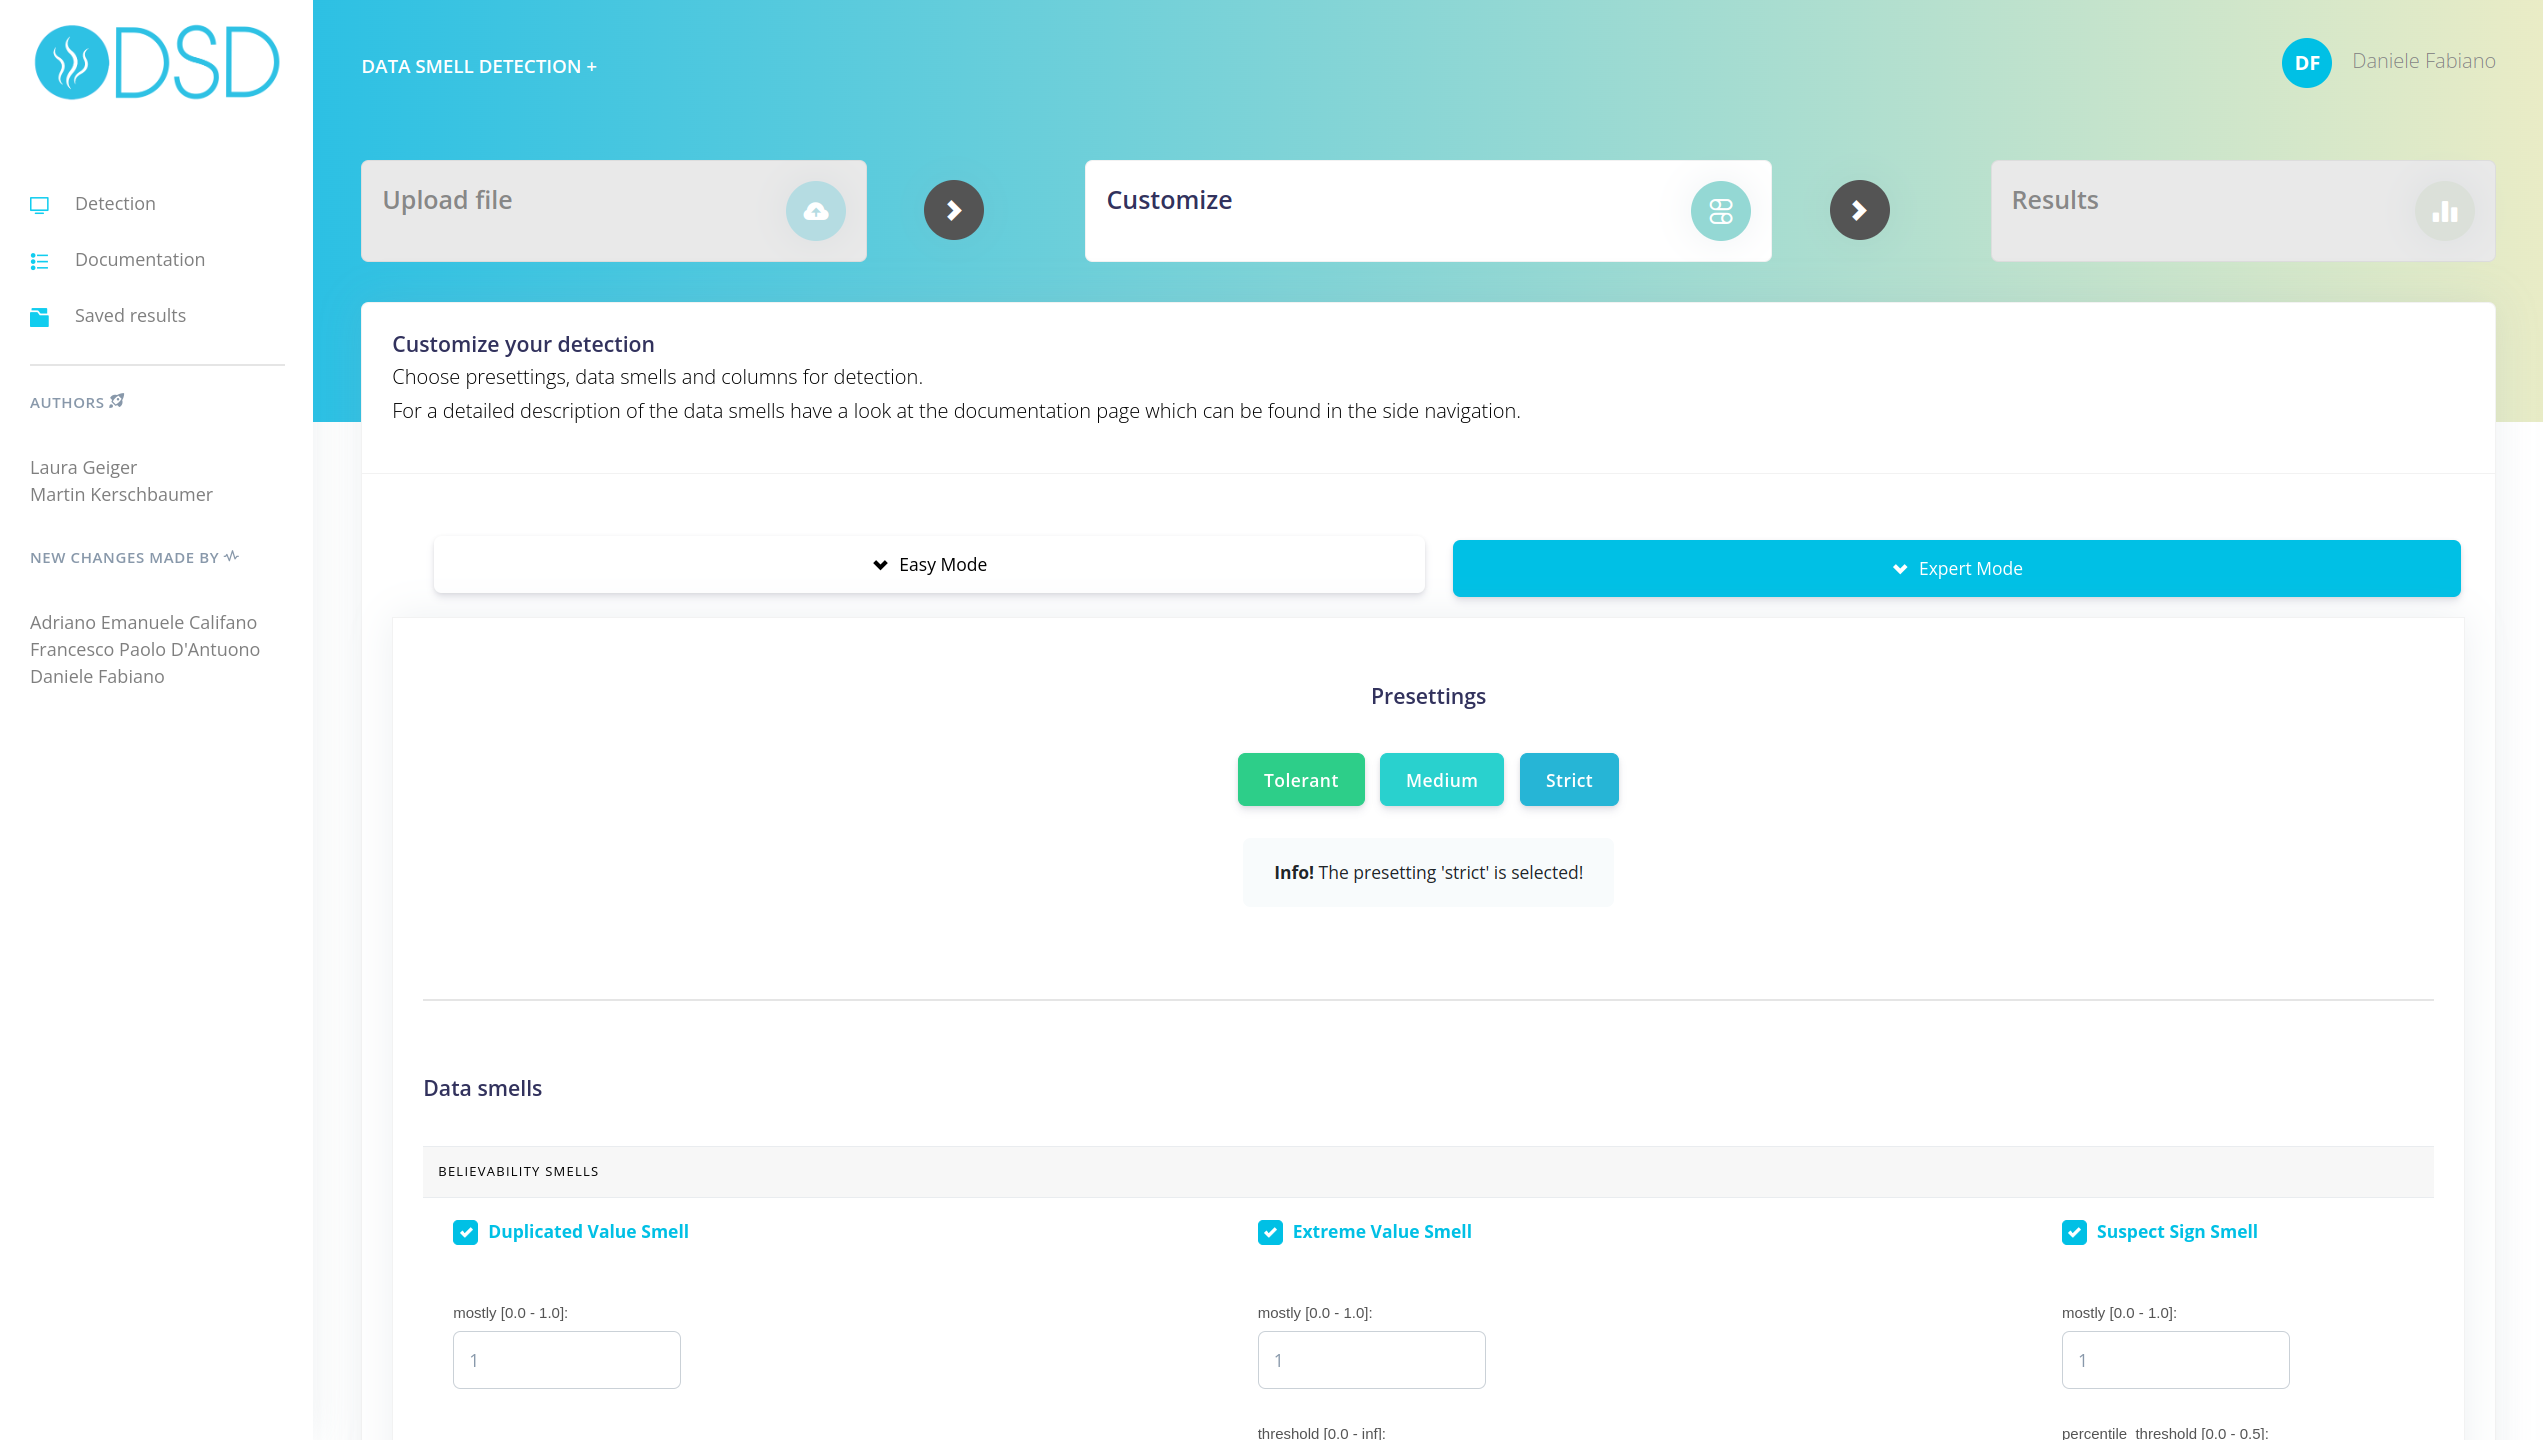 DSD
DATA SMELL DETECTION +
DF Daniele Fabiano
Detection
Documentation
Saved results
AUTHORS
Laura Geiger
Martin Kerschbaumer
NEW CHANGES MADE BY
Adriano Emanuele Califano
Francesco Paolo D'Antuono
Daniele Fabiano
Upload file
Customize
Results
Customize your detection
Choose presettings, data smells and columns for detection.
For a detailed description of the data smells have a look at the documentation page which can be found in the side navigation.
Easy Mode
Expert Mode
Presettings
Tolerant
Medium
Strict
Info! The presetting 'strict' is selected!
Data smells
BELIEVABILITY SMELLS
Duplicated Value Smell
Extreme Value Smell
Suspect Sign Smell
mostly [0.0 - 1.0]:
mostly [0.0 - 1.0]:
mostly [0.0 - 1.0]:
1
1
1
threshold [0.0 - inf]:
percentile_threshold [0.0 - 0.5]: